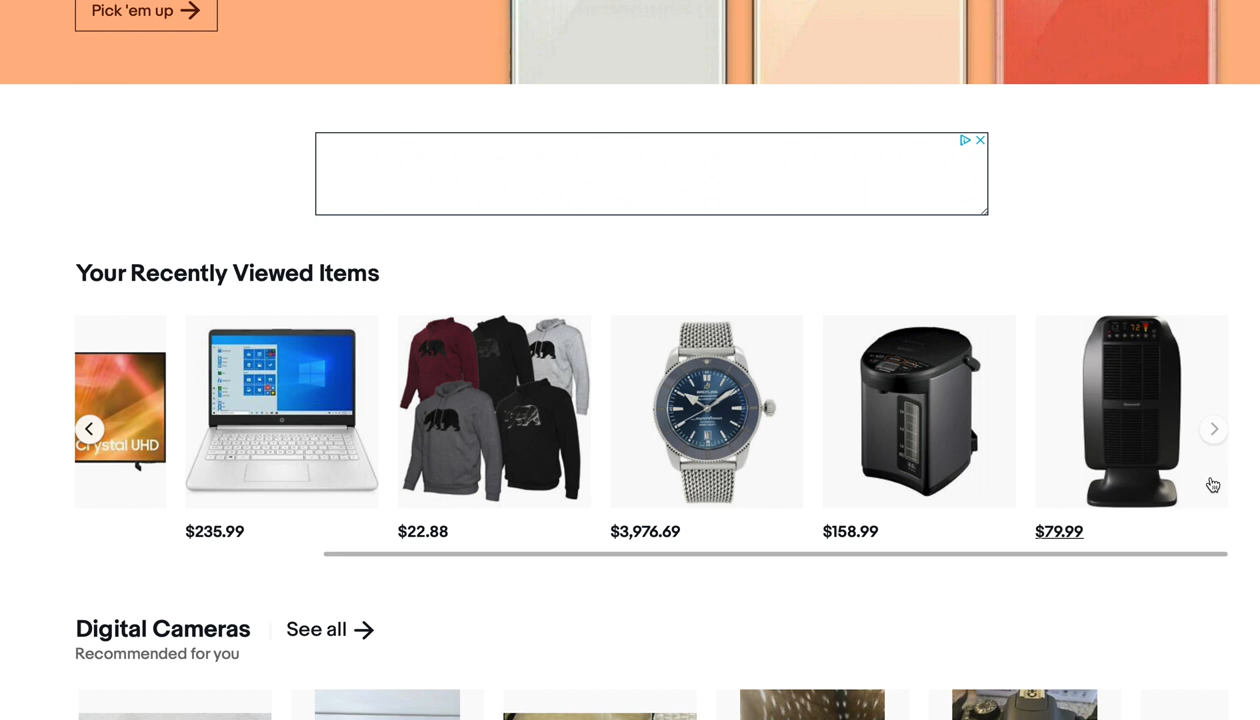 Pick 'em up
Your Recently Viewed Items
Crystal UHD
$235.99
$22.88
$3,976.69
$158.99
$79.99
Digital Cameras
See all
Recommended for you